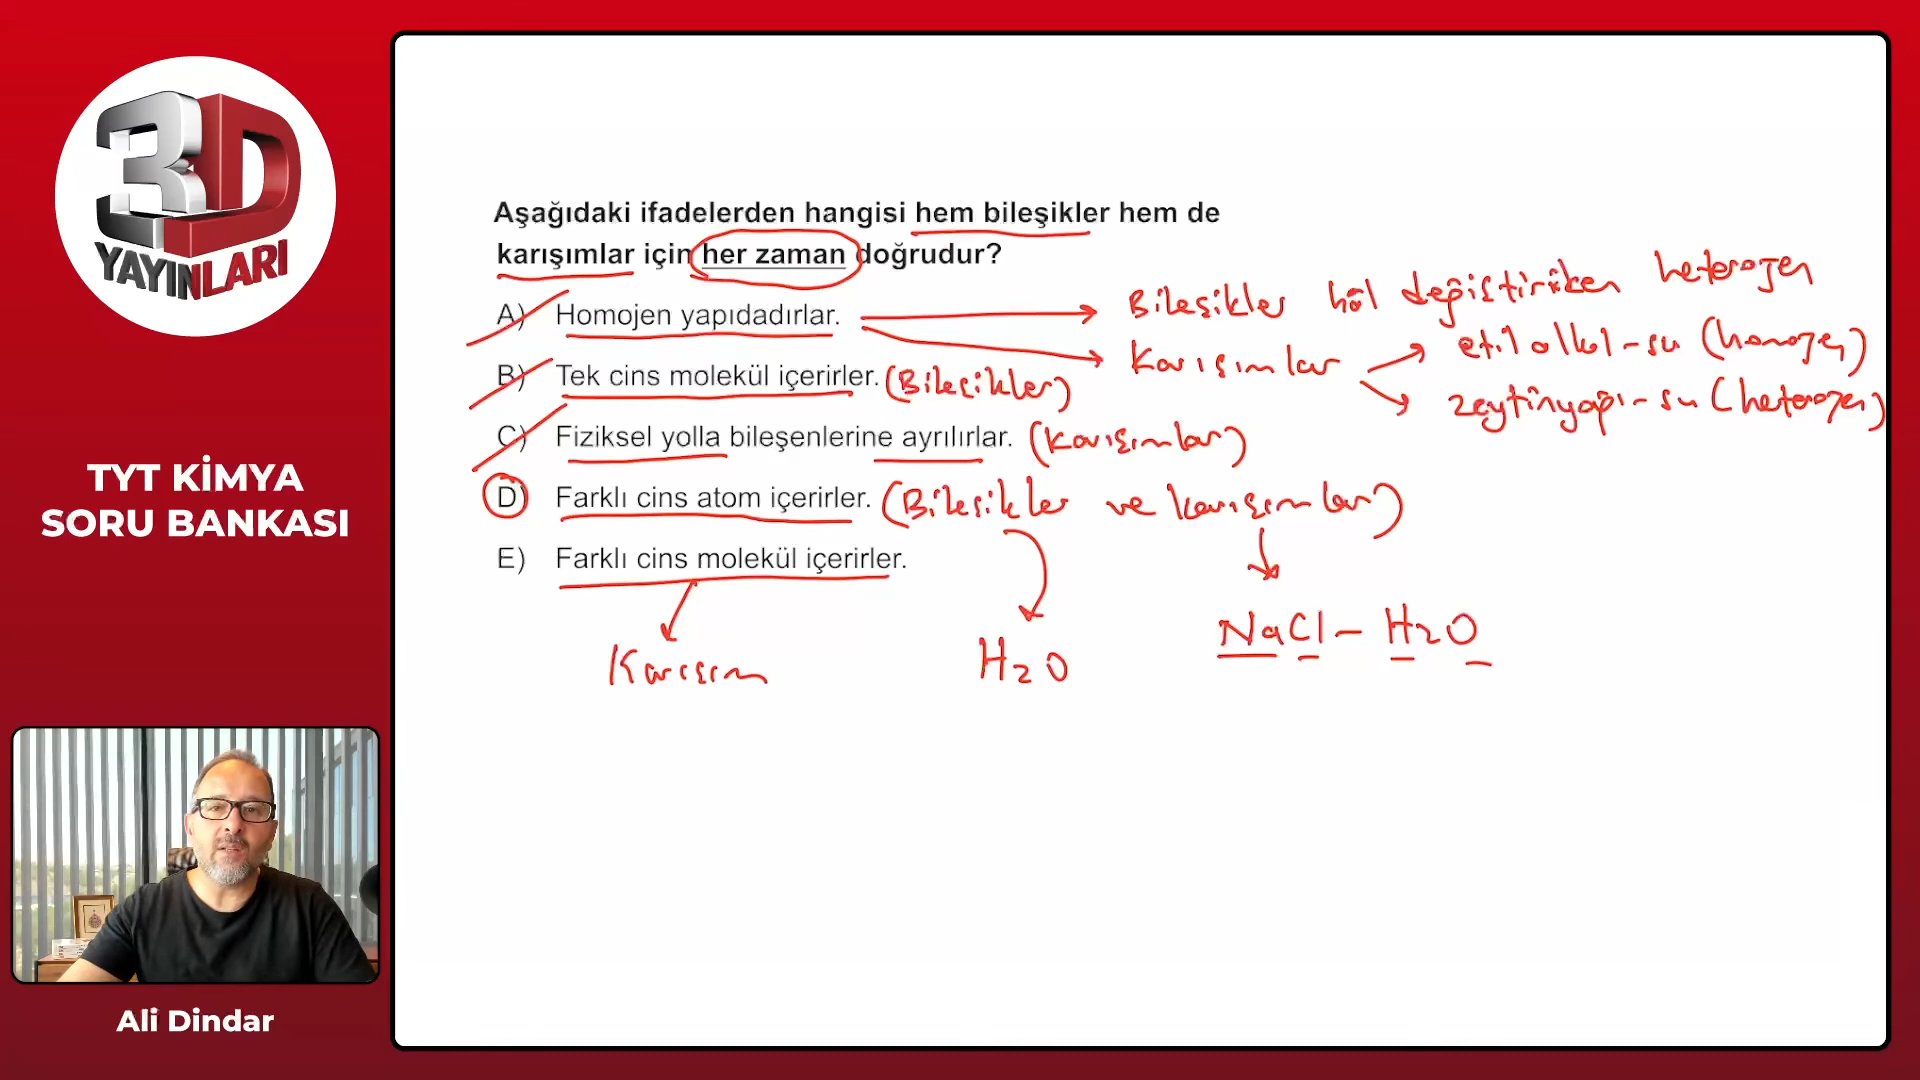 3D
YAYINLARI
TYT KİMYA
SORU BANKASI
Ali Dindar
Aşağıdaki ifadelerden hangisi hem bileşikler hem de
karışımlar için her zaman doğrudur?
A) Homojen yapıdadırlar.
Bileşikler hâl değiştiriken heterojen
Karışımlar
etil alkol-su (homojen)
zeytinyağı-su (heterojen)
B) Tek cins molekül içerirler. (Bileşikler)
C) Fiziksel yolla bileşenlerine ayrılırlar. (Karışımlar)
D) Farklı cins atom içerirler. (Bileşikler ve karışımlar)
E) Farklı cins molekül içerirler.
Karışım
H2O
NaCl - H2O